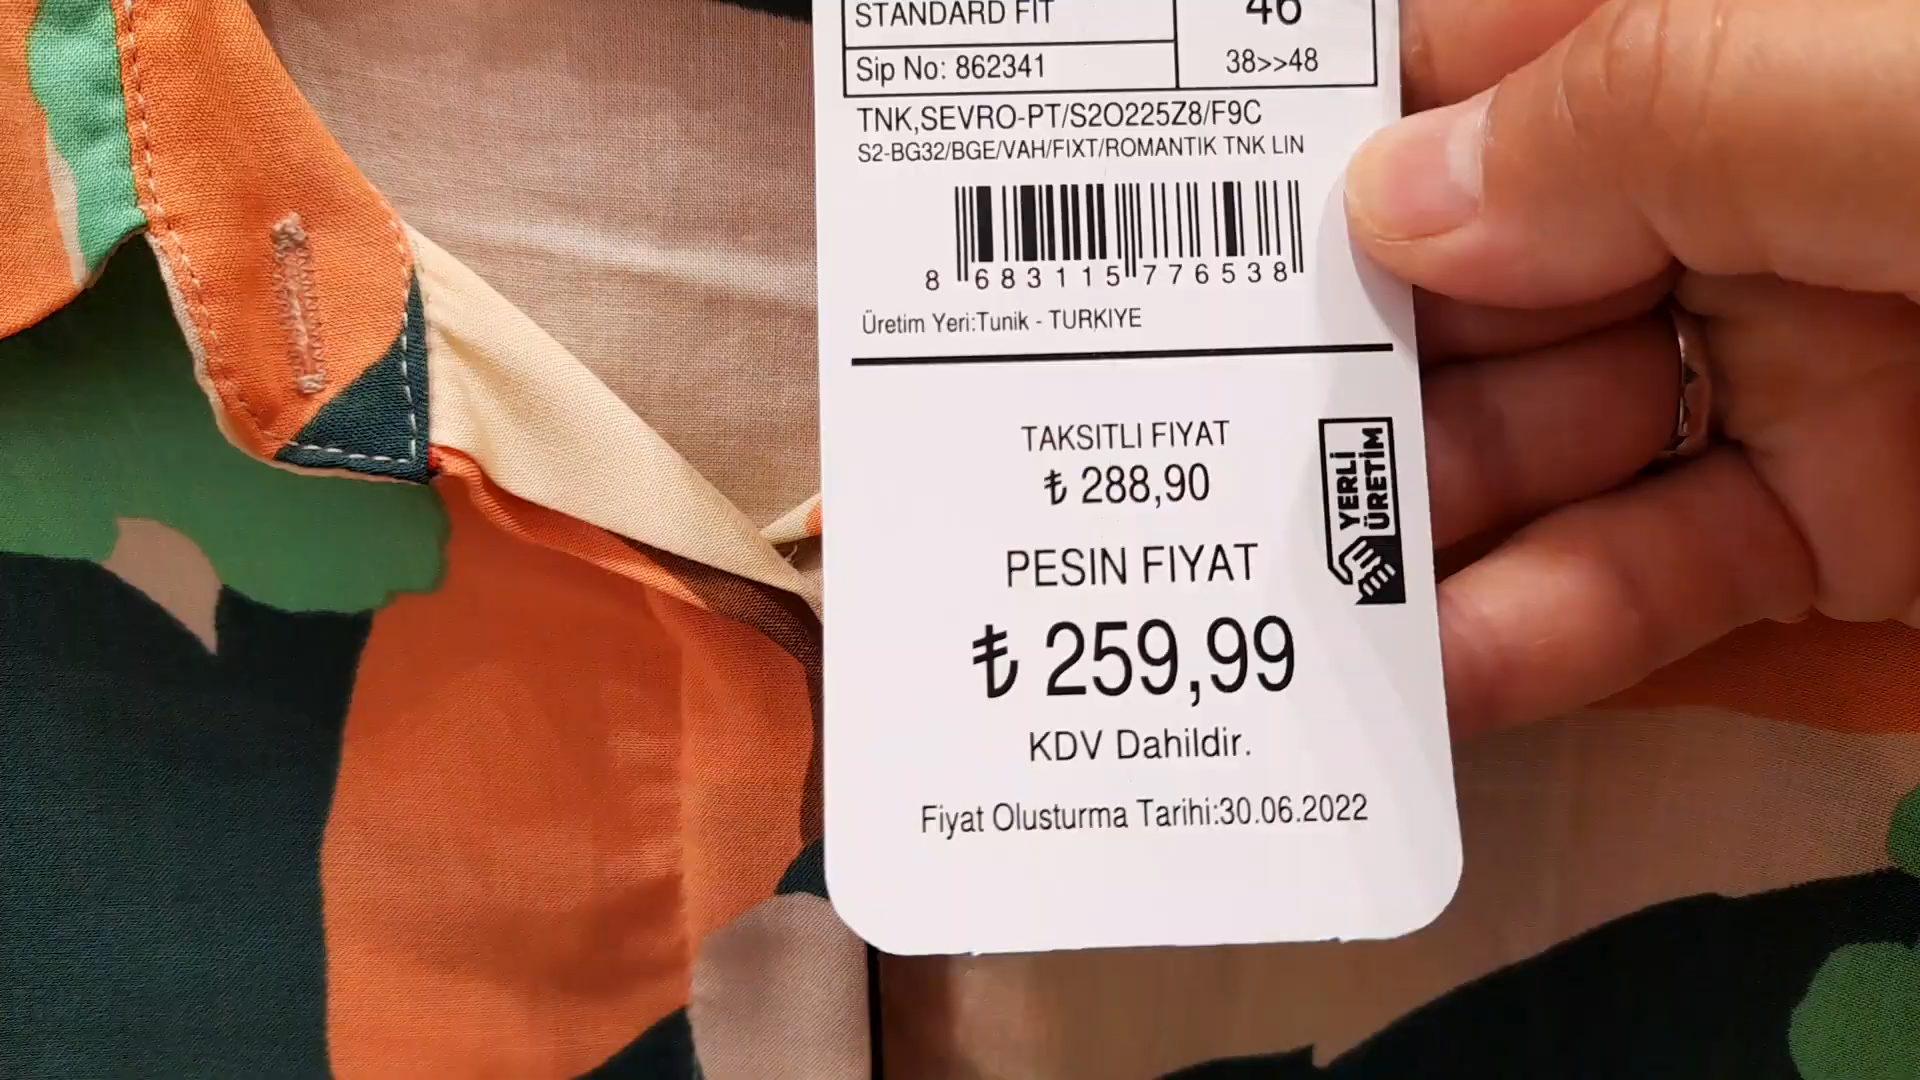 STANDARD FIT
46
Sip No: 862341
38>>48
TNK,SEVRO-PT/S2O225Z8/F9C
S2-BG32/BGE/VAH/FIXT/ROMANTIK TNK LIN
8 683115 776538
Üretim Yeri:Tunik - TURKIYE
TAKSITLI FIYAT
₺ 288,90
PESIN FIYAT
₺ 259,99
KDV Dahildir.
Fiyat Olusturma Tarihi:30.06.2022
YERLİ
ÜRETİM